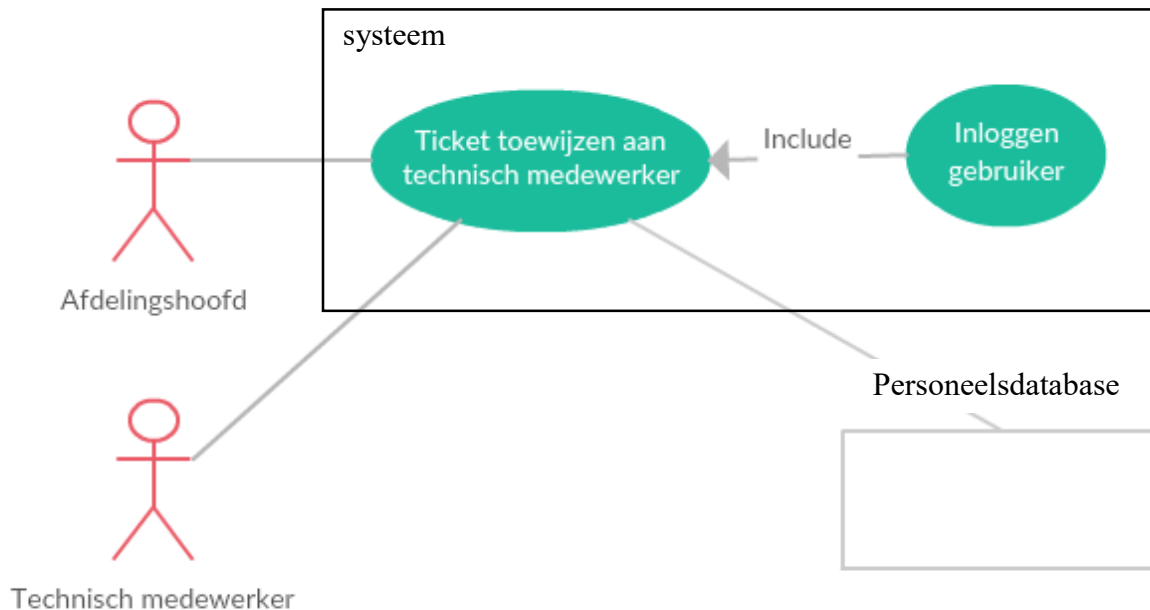 systeem
Ticket toewijzen aan
technisch medewerker
Include
Inloggen
gebruiker
Afdelingshoofd
Personeelsdatabase
Technisch medewerker